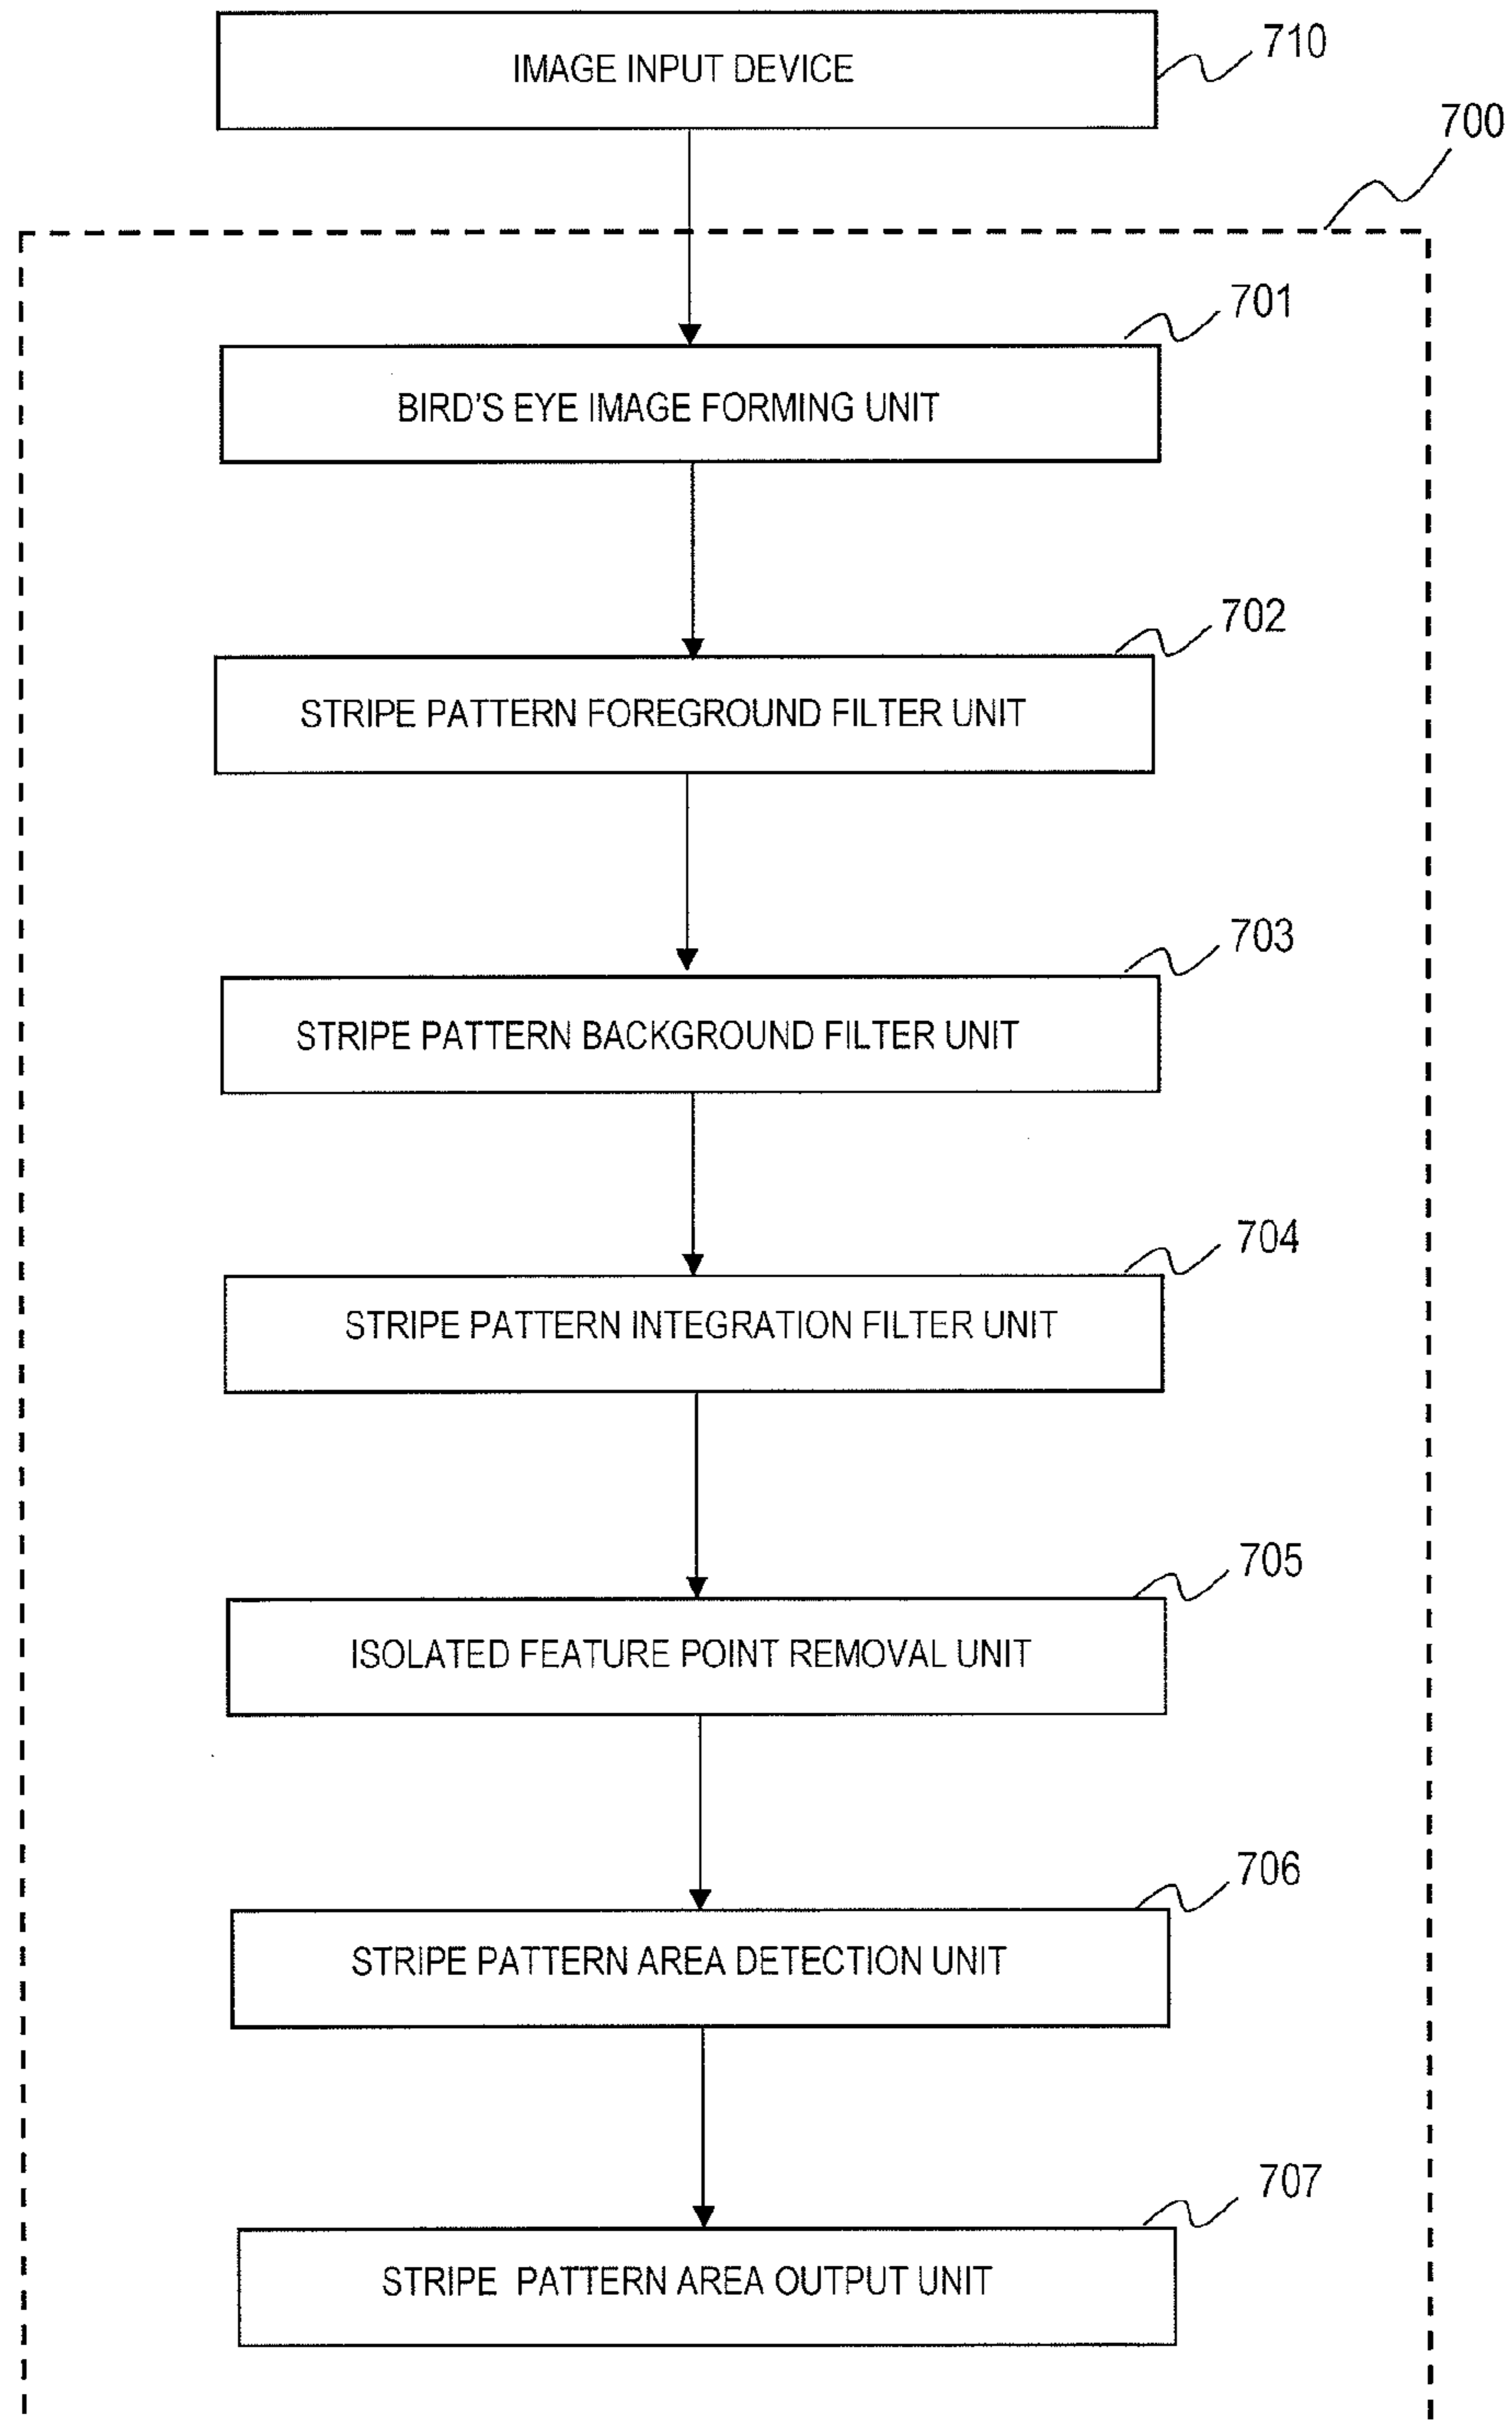 IMAGE INPUT DEVICE
710
700
701
BIRD'S EYE IMAGE FORMING UNIT
702
STRIPE PATTERN FOREGROUND FILTER UNIT
703
STRIPE PATTERN BACKGROUND FILTER UNIT
704
STRIPE PATTERN INTEGRATION FILTER UNIT
705
ISOLATED FEATURE POINT REMOVAL UNIT
706
STRIPE PATTERN AREA DETECTION UNIT
707
STRIPE PATTERN AREA OUTPUT UNIT